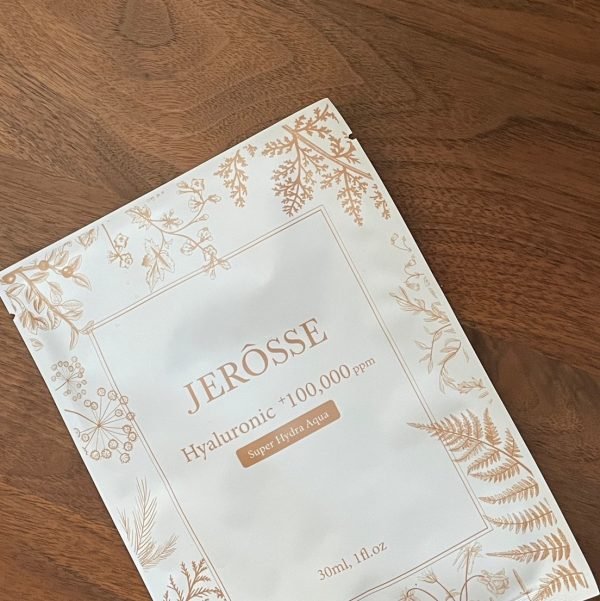 JERÔSSE
Hyaluronic +100,000 ppm
Super Hydra Aqua
30ml, 1fl.oz